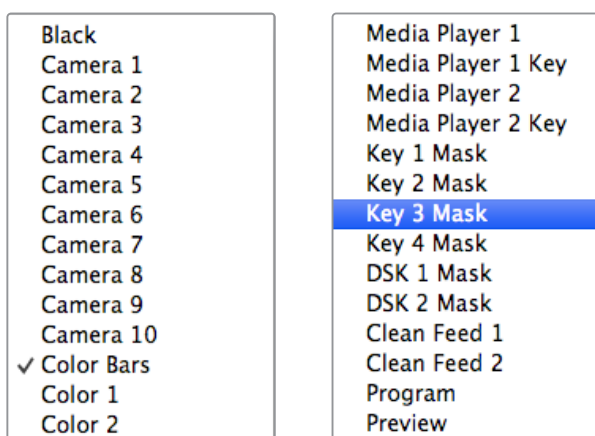 Black
Camera 1
Camera 2
Camera 3
Camera 4
Camera 5
Camera 6
Camera 7
Camera 8
Camera 9
Camera 10
✓ Color Bars
Color 1
Color 2
Media Player 1
Media Player 1 Key
Media Player 2
Media Player 2 Key
Key 1 Mask
Key 2 Mask
Key 3 Mask
Key 4 Mask
DSK 1 Mask
DSK 2 Mask
Clean Feed 1
Clean Feed 2
Program
Preview